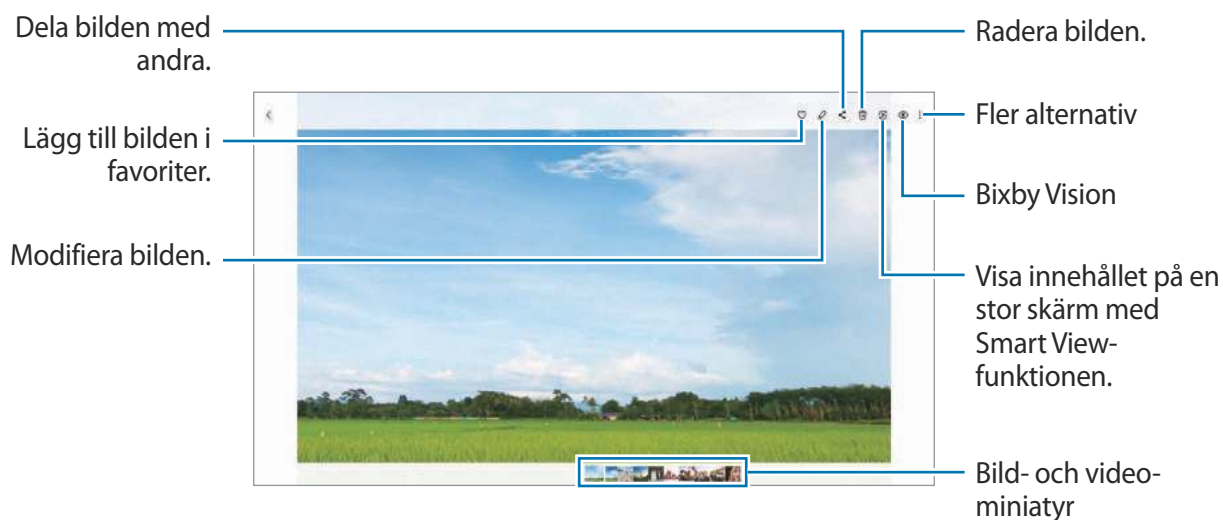 Dela bilden med
andra.
Lägg till bilden i
favoriter.
Modifiera bilden.
Radera bilden.
Fler alternativ
Bixby Vision
Visa innehållet på en
stor skärm med
Smart View-
funktionen.
Bild- och video-
miniatyr